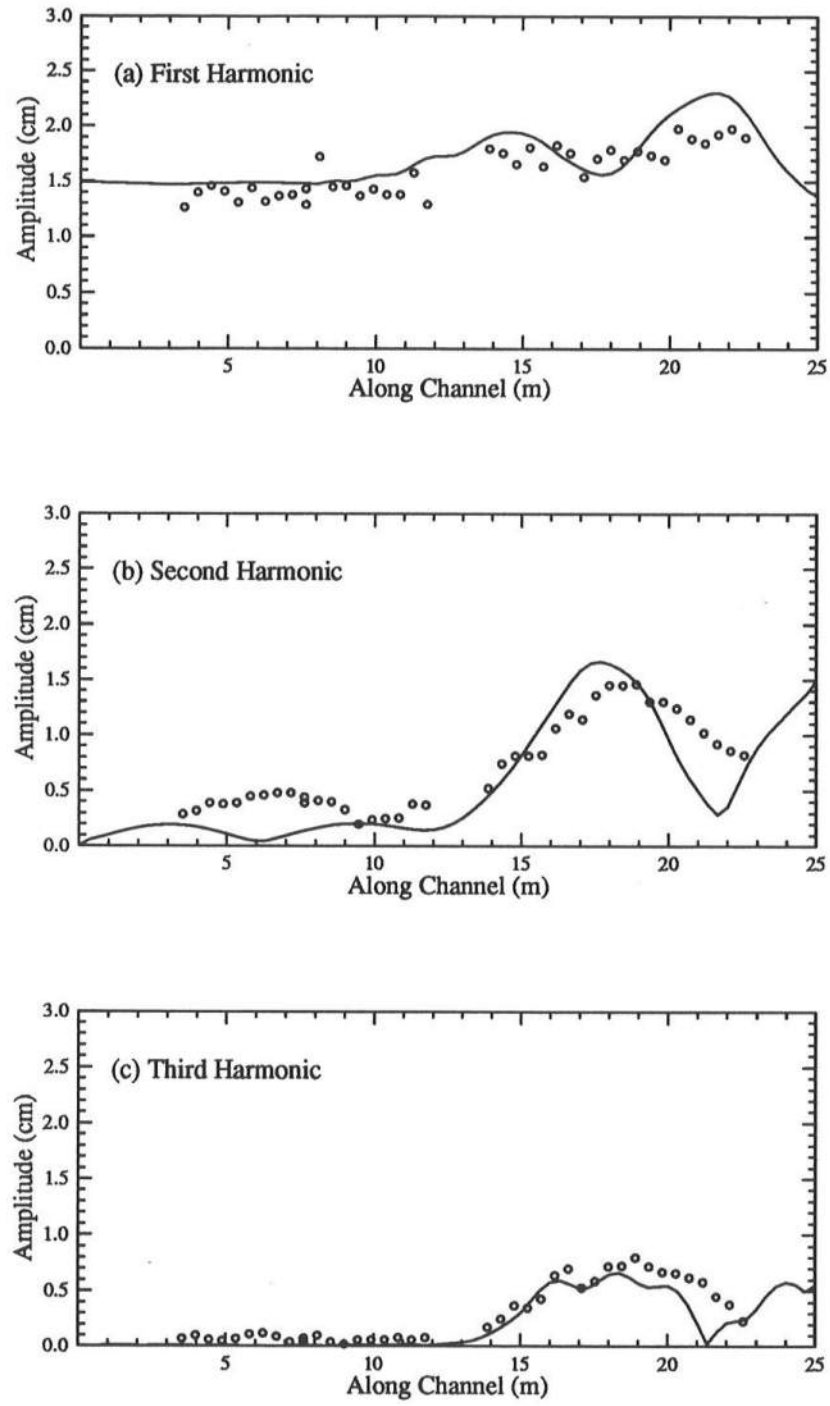 3.0
2.5
(a) First Harmonic
2.0
1.5
1.0
0.5
0.0
Amplitude (cm)
5 10 15 20 25
Along Channel (m)
3.0
2.5
(b) Second Harmonic
2.0
1.5
1.0
0.5
0.0
Amplitude (cm)
5 10 15 20 25
Along Channel (m)
3.0
2.5
(c) Third Harmonic
2.0
1.5
1.0
0.5
0.0
Amplitude (cm)
5 10 15 20 25
Along Channel (m)